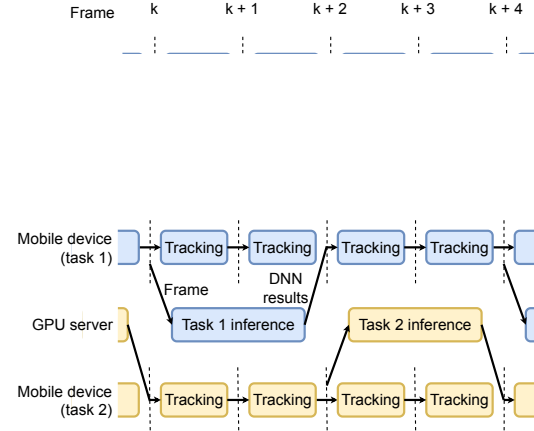 Frame k k + 1 k + 2 k + 3 k + 4
Mobile device
(task 1)
Tracking Tracking Tracking Tracking
Frame
DNN
results
GPU server
Task 1 inference Task 2 inference
Mobile device
(task 2)
Tracking Tracking Tracking Tracking